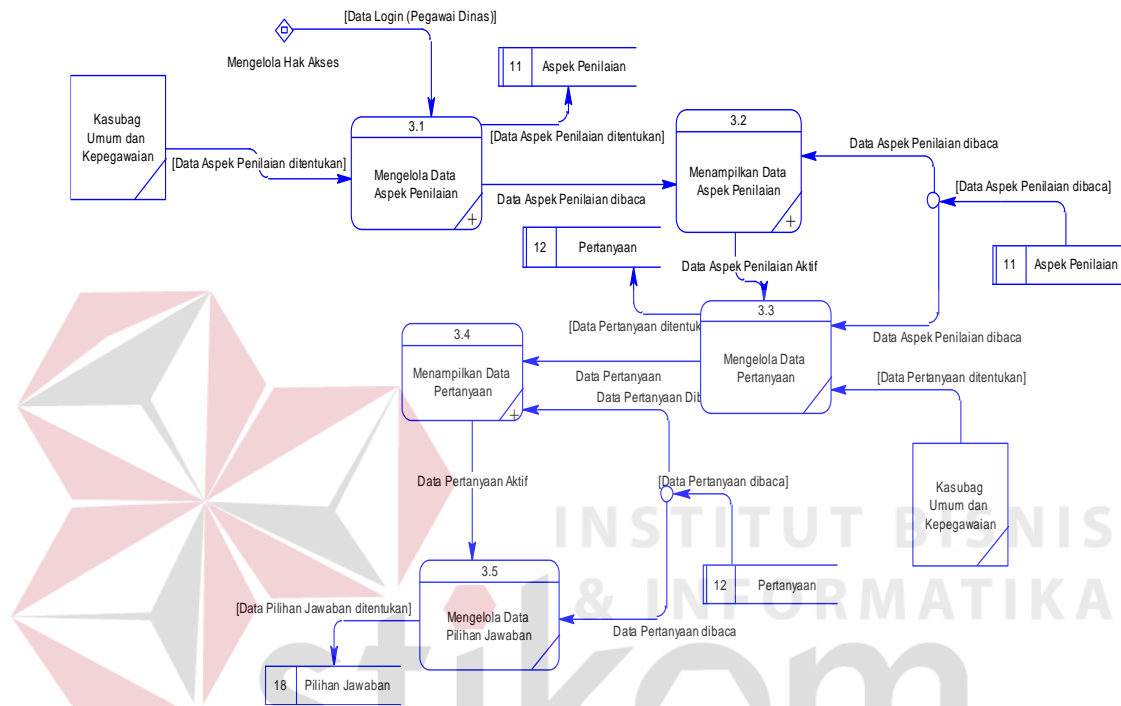 [Data Login (Pegawai Dinas)]
Mengelola Hak Akses
11 Aspek Penilaian
Kasubag
Umum dan
Kepegawaian
[Data Aspek Penilaian ditentukan]
3.1
Mengelola Data
Aspek Penilaian
+
[Data Aspek Penilaian ditentukan]
Data Aspek Penilaian dibaca
3.2
Menampilkan Data
Aspek Penilaian
+
Data Aspek Penilaian dibaca
[Data Aspek Penilaian dibaca]
11 Aspek Penilaian
12 Pertanyaan
Data Aspek Penilaian Aktif
[Data Pertanyaan ditentuk
3.3
Mengelola Data
Pertanyaan
Data Aspek Penilaian dibaca
3.4
Menampilkan Data
Pertanyaan
+
Data Pertanyaan
Data Pertanyaan Dib
[Data Pertanyaan ditentukan]
Kasubag
Umum dan
Kepegawaian
Data Pertanyaan Aktif
[Data Pertanyaan dibaca]
12 Pertanyaan
3.5
Mengelola Data
Pilihan Jawaban
[Data Pilihan Jawaban ditentukan]
Data Pertanyaan dibaca
18 Pilihan Jawaban
INSTITUT BISNIS
& INFORMATIKA
stikom